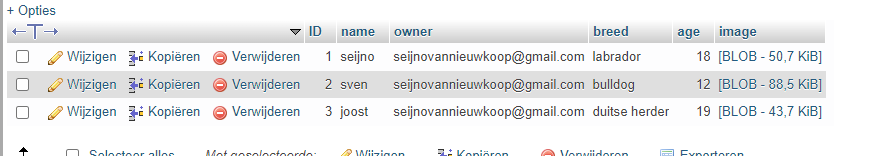 + Opties
←T→ ID name owner breed age image
Wijzigen Kopiëren Verwijderen 1 seijno seijnovannieuwkoop@gmail.com labrador 18 [BLOB - 50,7 KiB]
Wijzigen Kopiëren Verwijderen 2 sven seijnovannieuwkoop@gmail.com bulldog 12 [BLOB - 88,5 KiB]
Wijzigen Kopiëren Verwijderen 3 joost seijnovannieuwkoop@gmail.com duitse herder 19 [BLOB - 43,7 KiB]
Selecteer alles Met geselecteerde: Wijzigen Kopiëren Verwijderen Exporteren